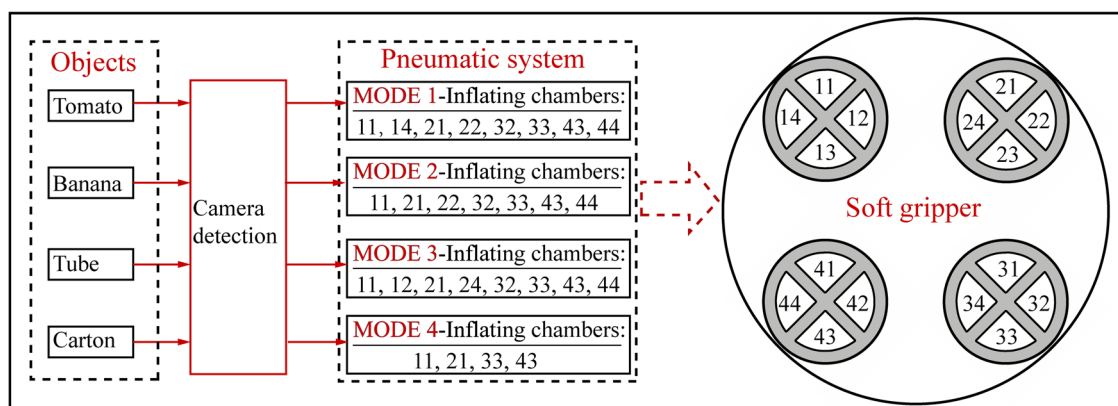 Objects
Tomato
Banana
Tube
Carton
Camera
detection
Pneumatic system
MODE 1-Inflating chambers:
11, 14, 21, 22, 32, 33, 43, 44
MODE 2-Inflating chambers:
11, 21, 22, 32, 33, 43, 44
MODE 3-Inflating chambers:
11, 12, 21, 24, 32, 33, 43, 44
MODE 4-Inflating chambers:
11, 21, 33, 43
11
14
12
13
21
24
22
23
Soft gripper
41
44
42
43
31
34
32
33